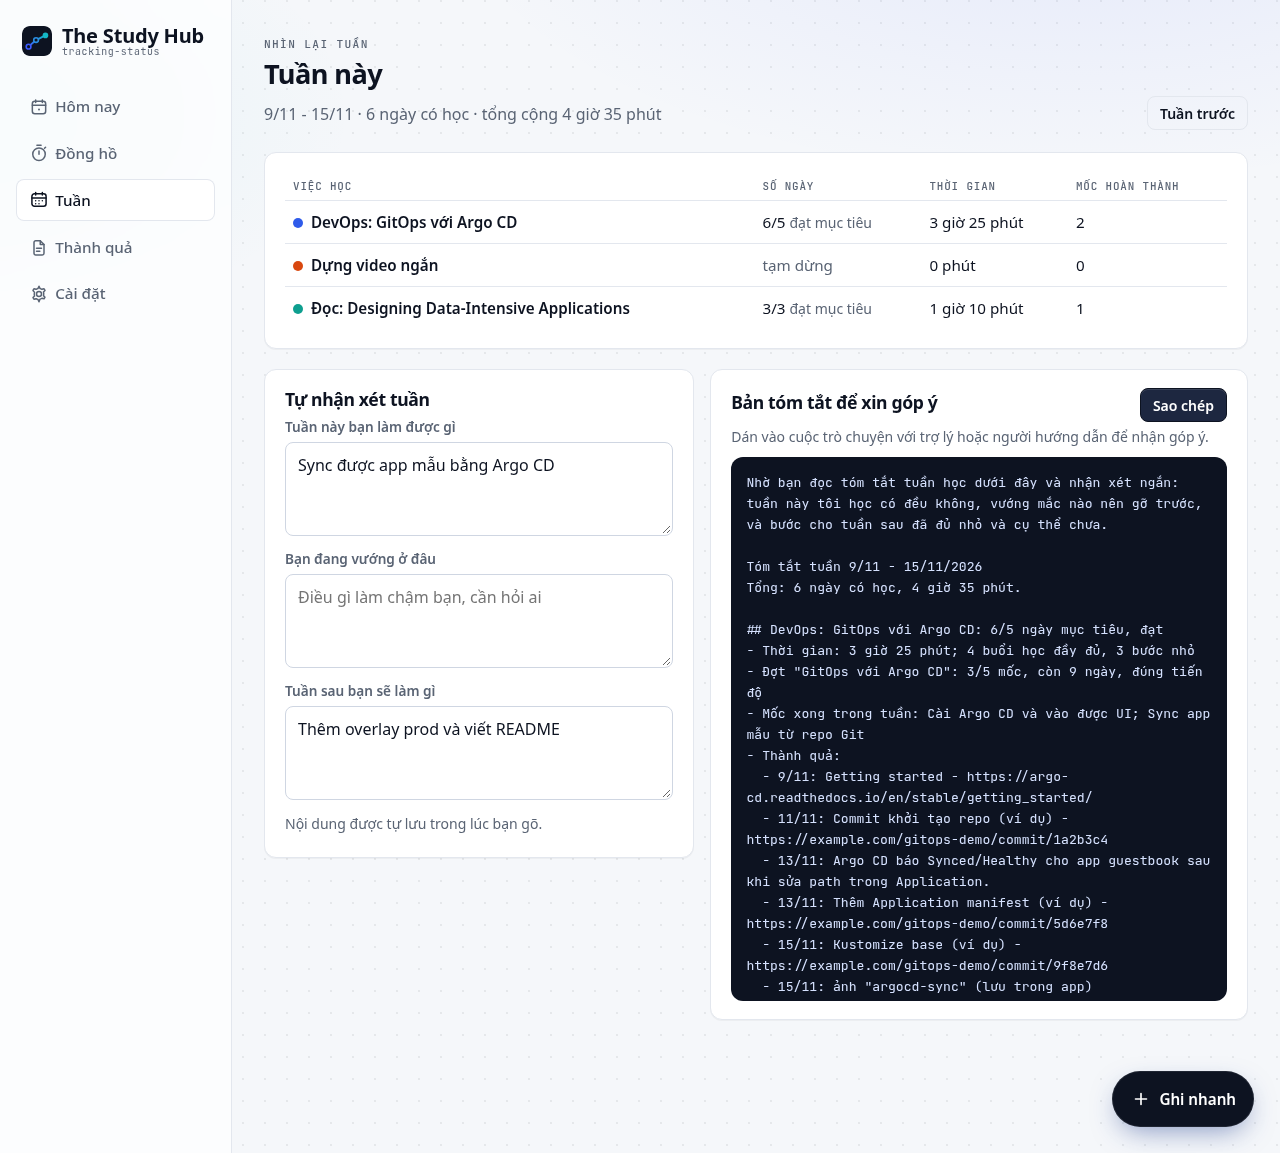 The Study Hub
tracking-status
Hôm nay
Đồng hồ
Tuần
Thành quả
Cài đặt
NHÌN LẠI TUẦN
Tuần này
9/11 - 15/11 · 6 ngày có học · tổng cộng 4 giờ 35 phút
Tuần trước
VIỆC HỌC SỐ NGÀY THỜI GIAN MỐC HOÀN THÀNH
DevOps: GitOps với Argo CD 6/5 đạt mục tiêu 3 giờ 25 phút 2
Dựng video ngắn tạm dừng 0 phút 0
Đọc: Designing Data-Intensive Applications 3/3 đạt mục tiêu 1 giờ 10 phút 1
Tự nhận xét tuần
Tuần này bạn làm được gì
Sync được app mẫu bằng Argo CD
Bạn đang vướng ở đâu
Điều gì làm chậm bạn, cần hỏi ai
Tuần sau bạn sẽ làm gì
Thêm overlay prod và viết README
Nội dung được tự lưu trong lúc bạn gõ.
Bản tóm tắt để xin góp ý
Sao chép
Dán vào cuộc trò chuyện với trợ lý hoặc người hướng dẫn để nhận góp ý.
Nhờ bạn đọc tóm tắt tuần học dưới đây và nhận xét ngắn:
tuần này tôi học có đều không, vướng mắc nào nên gỡ trước,
và bước cho tuần sau đã đủ nhỏ và cụ thể chưa.
Tóm tắt tuần 9/11 - 15/11/2026
Tổng: 6 ngày có học, 4 giờ 35 phút.
## DevOps: GitOps với Argo CD: 6/5 ngày mục tiêu, đạt
- Thời gian: 3 giờ 25 phút; 4 buổi học đầy đủ, 3 bước nhỏ
- Đợt "GitOps với Argo CD": 3/5 mốc, còn 9 ngày, đúng tiến
độ
- Mốc xong trong tuần: Cài Argo CD và vào được UI; Sync app
mẫu từ repo Git
- Thành quả:
- 9/11: Getting started - https://argo-
cd.readthedocs.io/en/stable/getting_started/
- 11/11: Commit khởi tạo repo (ví dụ) -
https://example.com/gitops-demo/commit/1a2b3c4
- 13/11: Argo CD báo Synced/Healthy cho app guestbook sau
khi sửa path trong Application.
- 13/11: Thêm Application manifest (ví dụ) -
https://example.com/gitops-demo/commit/5d6e7f8
- 15/11: Kustomize base (ví dụ) -
https://example.com/gitops-demo/commit/9f8e7d6
- 15/11: ảnh "argocd-sync" (lưu trong app)
Ghi nhanh